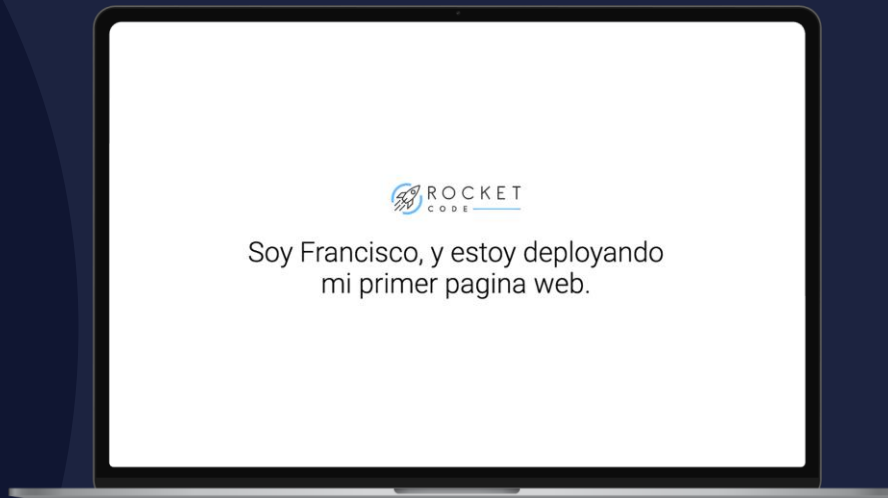 ROCKET
CODE
Soy Francisco, y estoy deployando
mi primer pagina web.